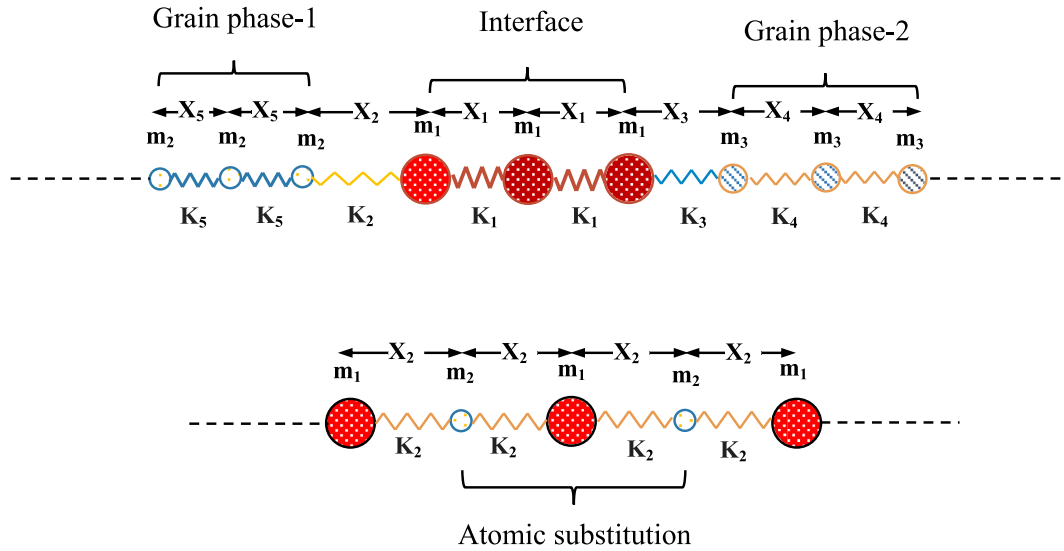 Grain phase-1 Interface Grain phase-2
X₅ X₅ X₂ X₁ X₁ X₃ X₄ X₄
m₂ m₂ m₂ m₁ m₁ m₁ m₃ m₃ m₃
K₅ K₅ K₂ K₁ K₁ K₃ K₄ K₄
X₂ X₂ X₂ X₂
m₁ m₂ m₁ m₂ m₁
K₂ K₂ K₂ K₂
Atomic substitution